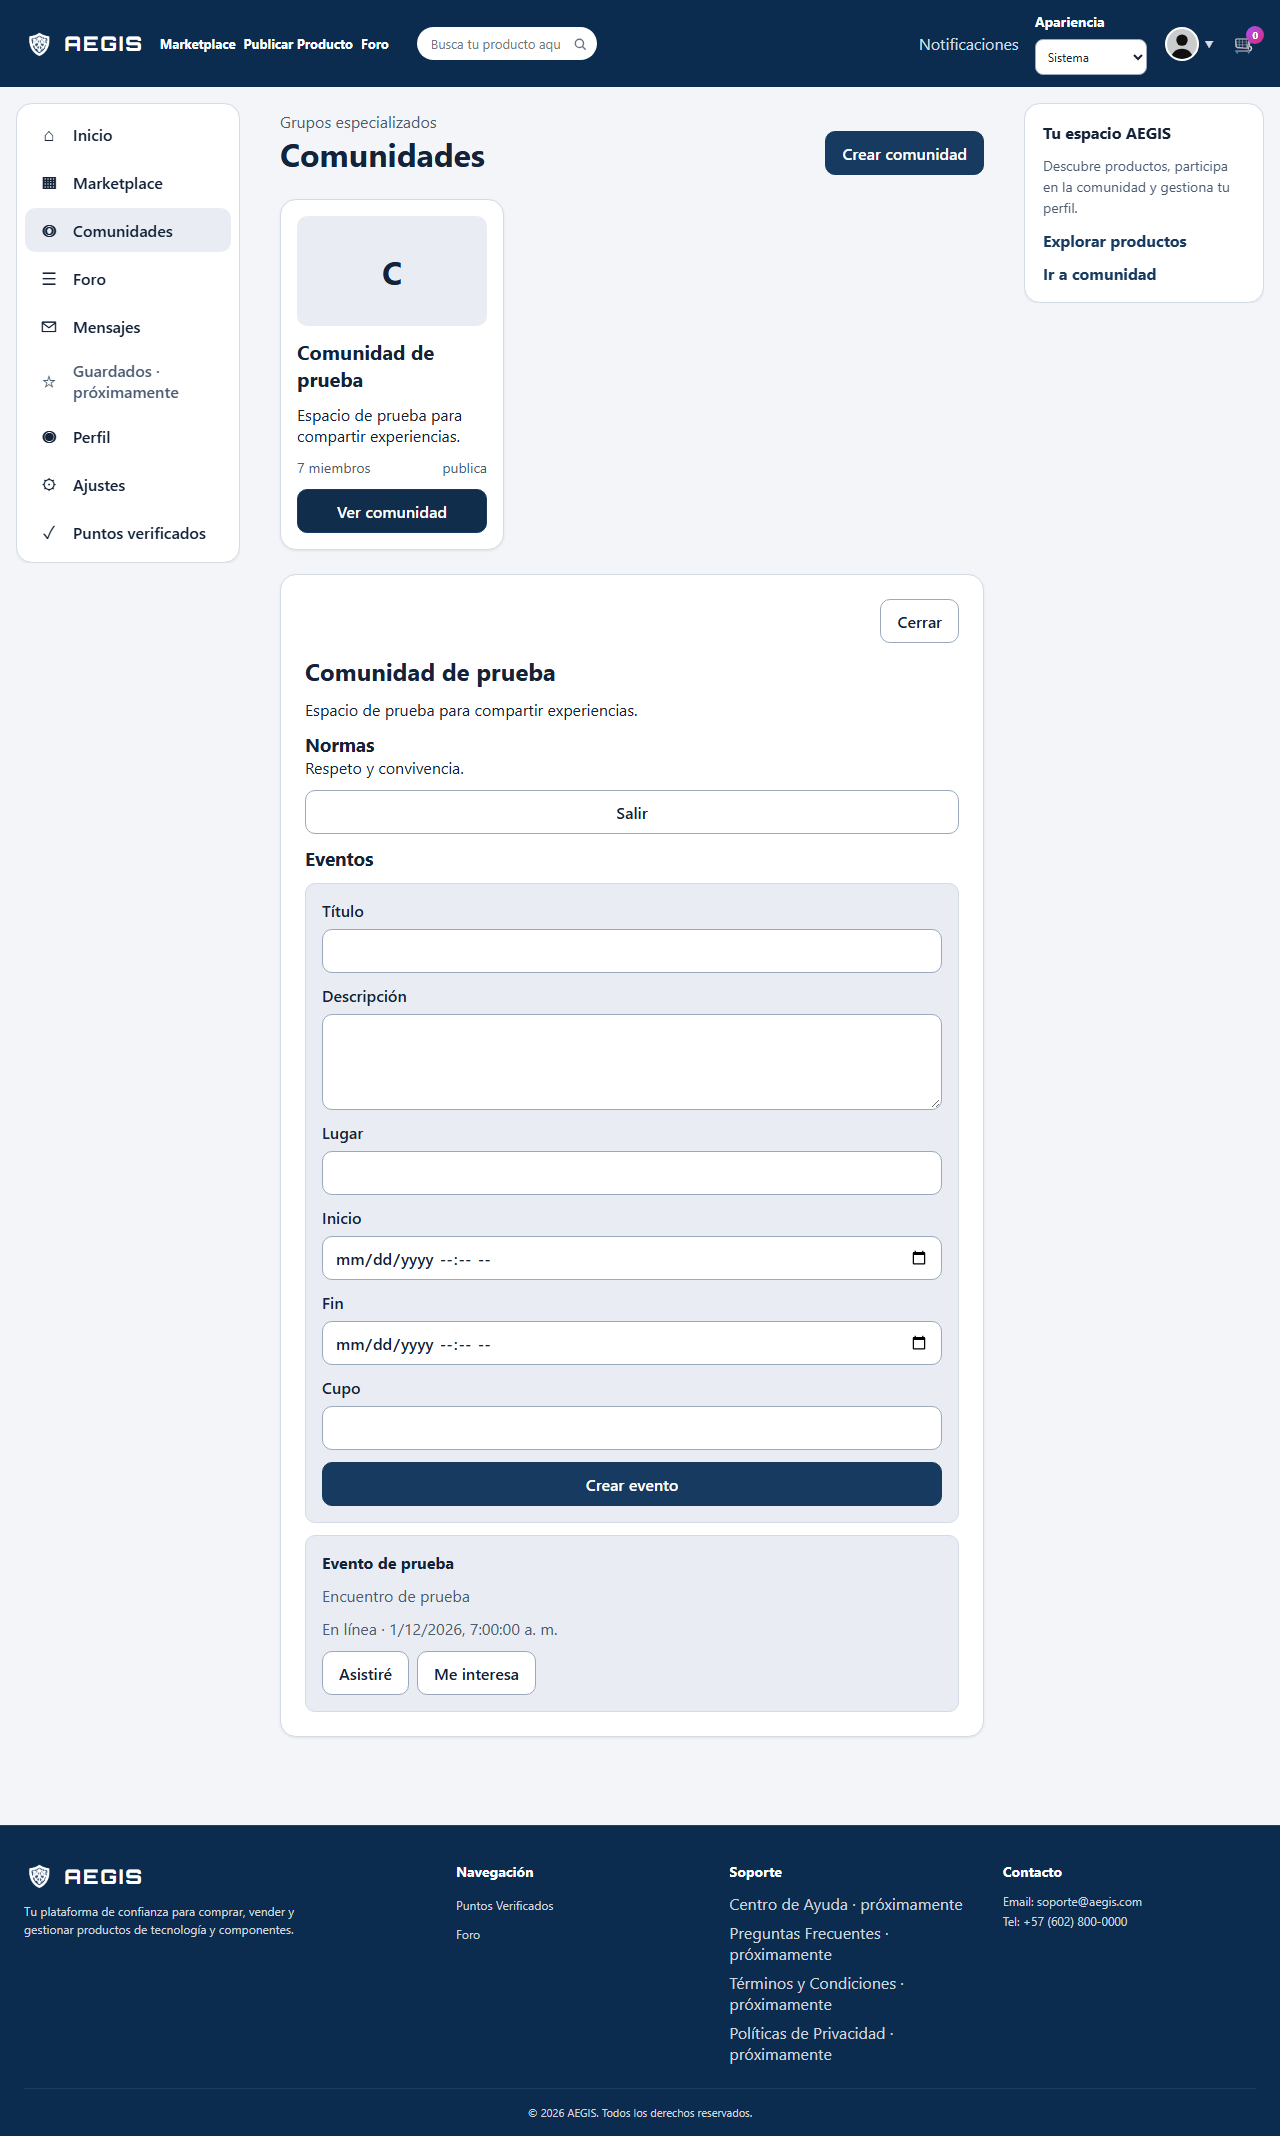 AEGIS
Marketplace Publicar Producto Foro
Busca tu producto aqu
Notificaciones
Apariencia
Sistema
0
Inicio
Marketplace
Comunidades
Foro
Mensajes
Guardados ·
próximamente
Perfil
Ajustes
Puntos verificados
Grupos especializados
Comunidades
Crear comunidad
C
Comunidad de
prueba
Espacio de prueba para
compartir experiencias.
7 miembros publica
Ver comunidad
Tu espacio AEGIS
Descubre productos, participa
en la comunidad y gestiona tu
perfil.
Explorar productos
Ir a comunidad
Cerrar
Comunidad de prueba
Espacio de prueba para compartir experiencias.
Normas
Respeto y convivencia.
Salir
Eventos
Título
Descripción
Lugar
Inicio
mm/dd/yyyy --:-- --
Fin
mm/dd/yyyy --:-- --
Cupo
Crear evento
Evento de prueba
Encuentro de prueba
En línea · 1/12/2026, 7:00:00 a. m.
Asistiré Me interesa
AEGIS
Tu plataforma de confianza para comprar, vender y
gestionar productos de tecnología y componentes.
Navegación
Puntos Verificados
Foro
Soporte
Centro de Ayuda · próximamente
Preguntas Frecuentes ·
próximamente
Términos y Condiciones ·
próximamente
Políticas de Privacidad ·
próximamente
Contacto
Email: soporte@aegis.com
Tel: +57 (602) 800-0000
© 2026 AEGIS. Todos los derechos reservados.